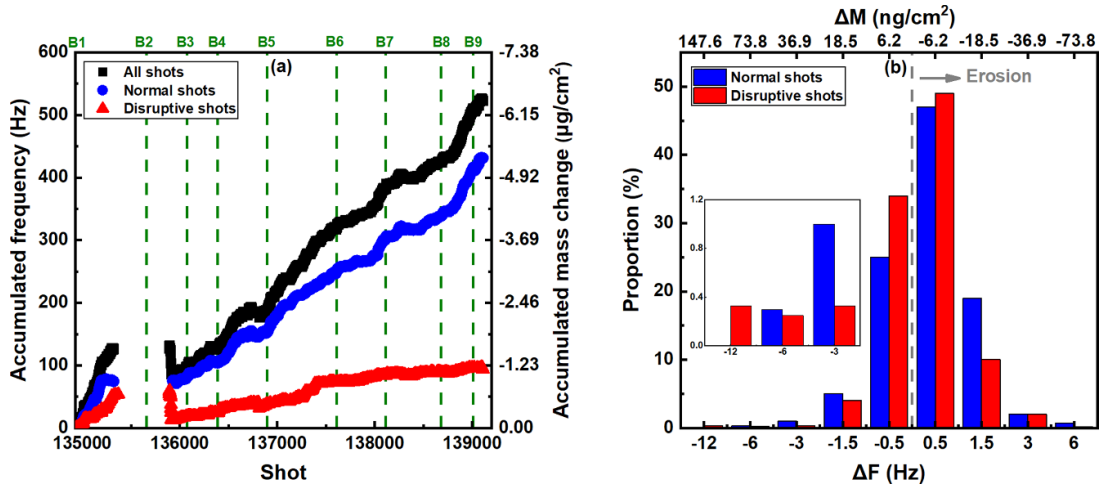 B1 B2 B3 B4 B5 B6 B7 B8 B9
(a)
All shots
Normal shots
Disruptive shots
Accumulated frequency (Hz)
600
500
400
300
200
100
0
135000 136000 137000 138000 139000
Shot
-7.38
-6.15
-4.92
-3.69
-2.46
-1.23
0.00
Accumulated mass change (μg/cm²)
ΔM (ng/cm²)
147.6 73.8 36.9 18.5 6.2 -6.2 -18.5 -36.9 -73.8
(b)
Normal shots
Disruptive shots
Erosion
Proportion (%)
50
40
30
20
10
0
1.2
0.8
0.4
0.0
-12 -6 -3
-12 -6 -3 -1.5 -0.5 0.5 1.5 3 6
ΔF (Hz)